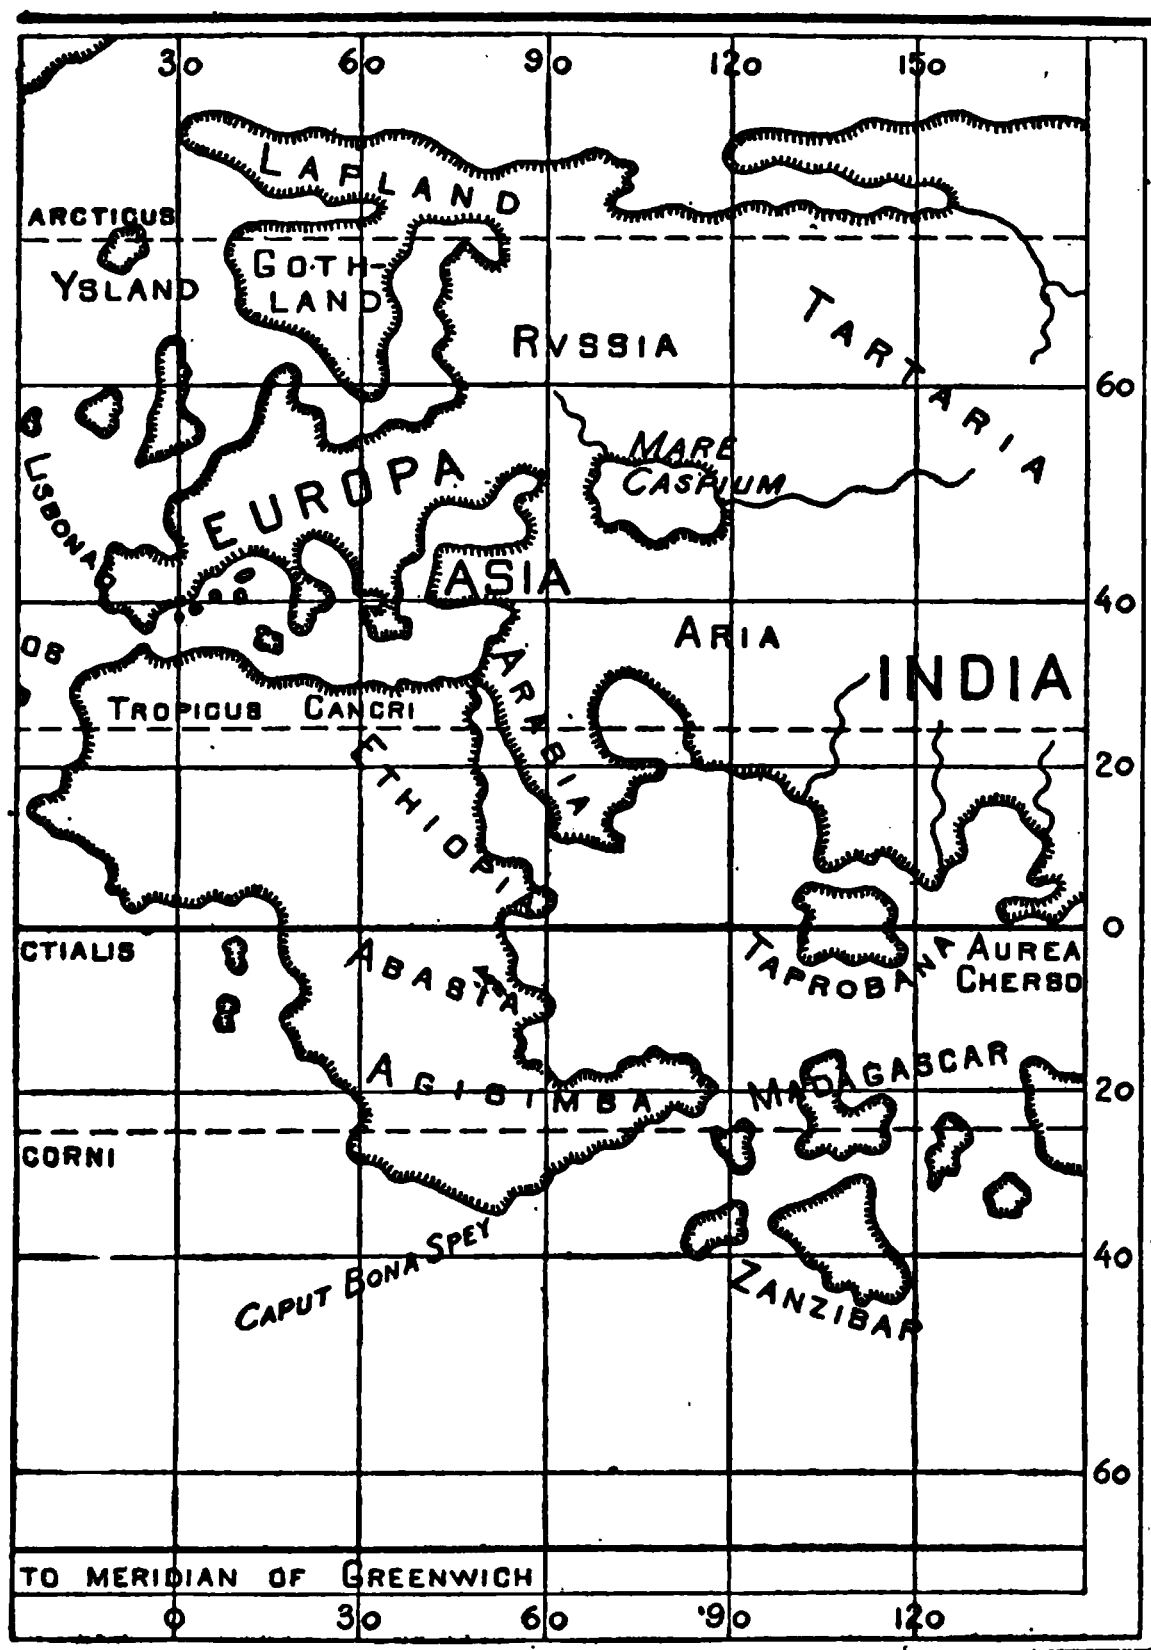 30 60 90 120 150
LAPLAND
ARCTICUS
GOTH-
LAND
YSLAND
TARTARIA
RVSSIA
60
MARE
CASPIUM
LISBONA
EUROPA
ASIA
40
ARIA
OS
INDIA
ARABIA
TROPICUS CANCRI
ETHIOPIA
20
0
CTIALIS
ABASIA
TAPROBANA
AUREA
CHERSO
AGISIMBA
MADAGASCAR
20
CORNI
CAPUT BONA SPEY
40
ZANZIBAR
60
TO MERIDIAN OF GREENWICH
0 30 60 90 120